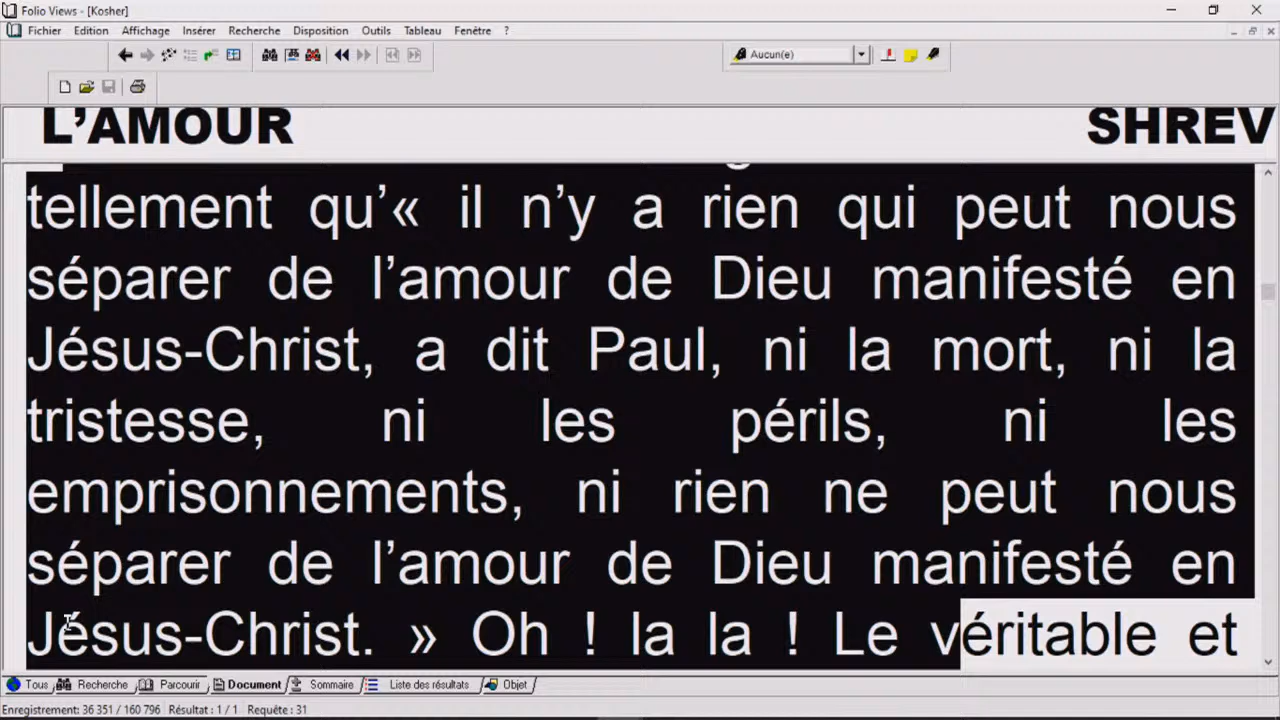 Folio Views - [Kosher]
Fichier Edition Affichage Insérer Recherche Disposition Outils Tableau Fenêtre ?
Aucun(e)
L’AMOUR SHREV
tellement qu’« il n’y a rien qui peut nous
séparer de l’amour de Dieu manifesté en
Jésus-Christ, a dit Paul, ni la mort, ni la
tristesse, ni les périls, ni les
emprisonnements, ni rien ne peut nous
séparer de l’amour de Dieu manifesté en
Jésus-Christ. » Oh ! la la ! Le véritable et
Tous Recherche Parcourir Document Sommaire Liste des résultats Objet
Enregistrement: 36 351 / 160 796 Résultat : 1 / 1 Requête : 31